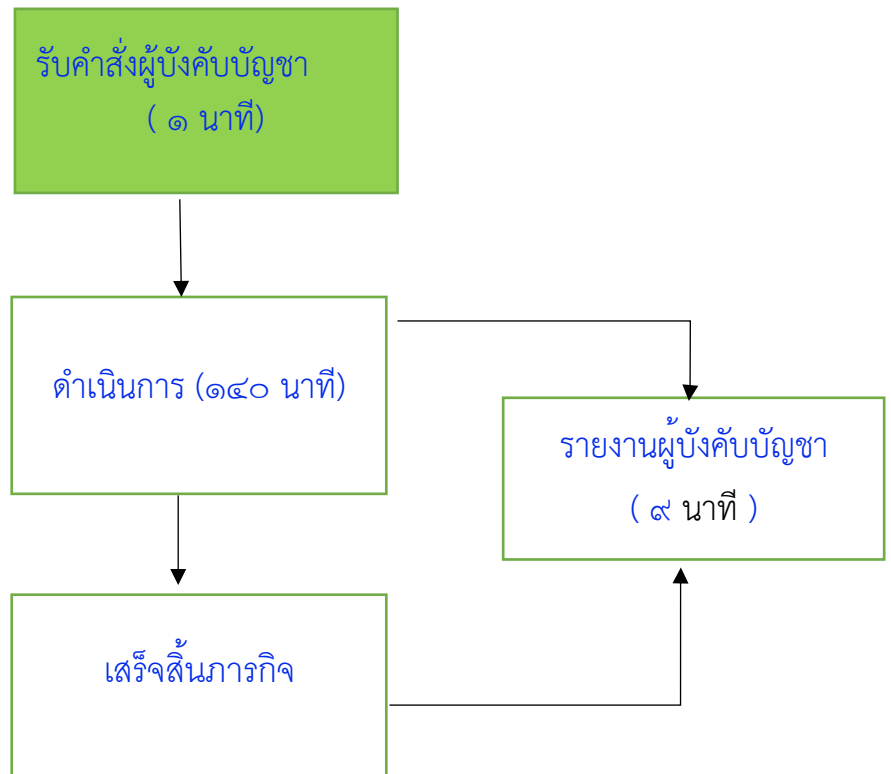 รับคำสั่งผู้บังคับบัญชา
( ๑ นาที)
ดำเนินการ (๑๔๐ นาที)
รายงานผู้บังคับบัญชา
( ๙ นาที )
เสร็จสิ้นภารกิจ